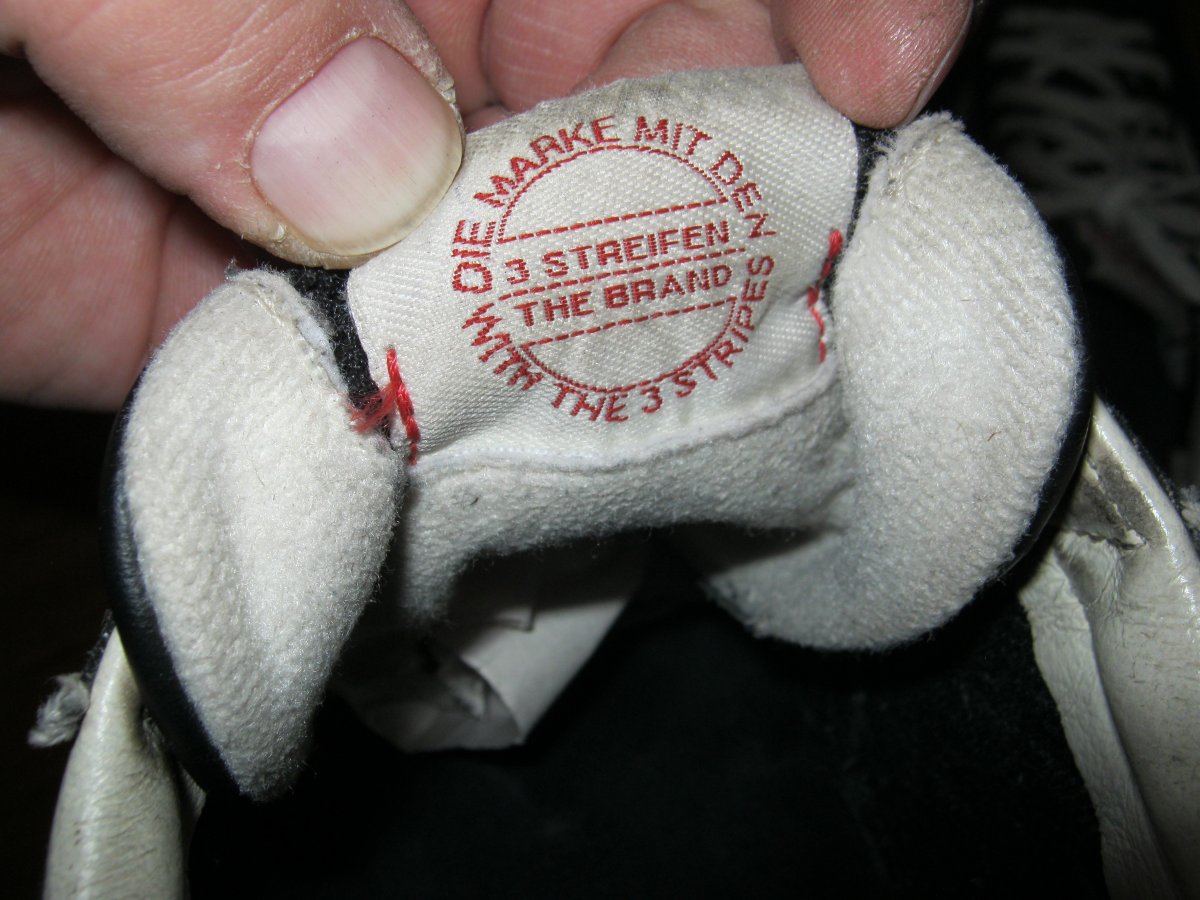 DIE MARKE MIT DEN
3 STREIFEN
THE BRAND
WITH THE 3 STRIPES